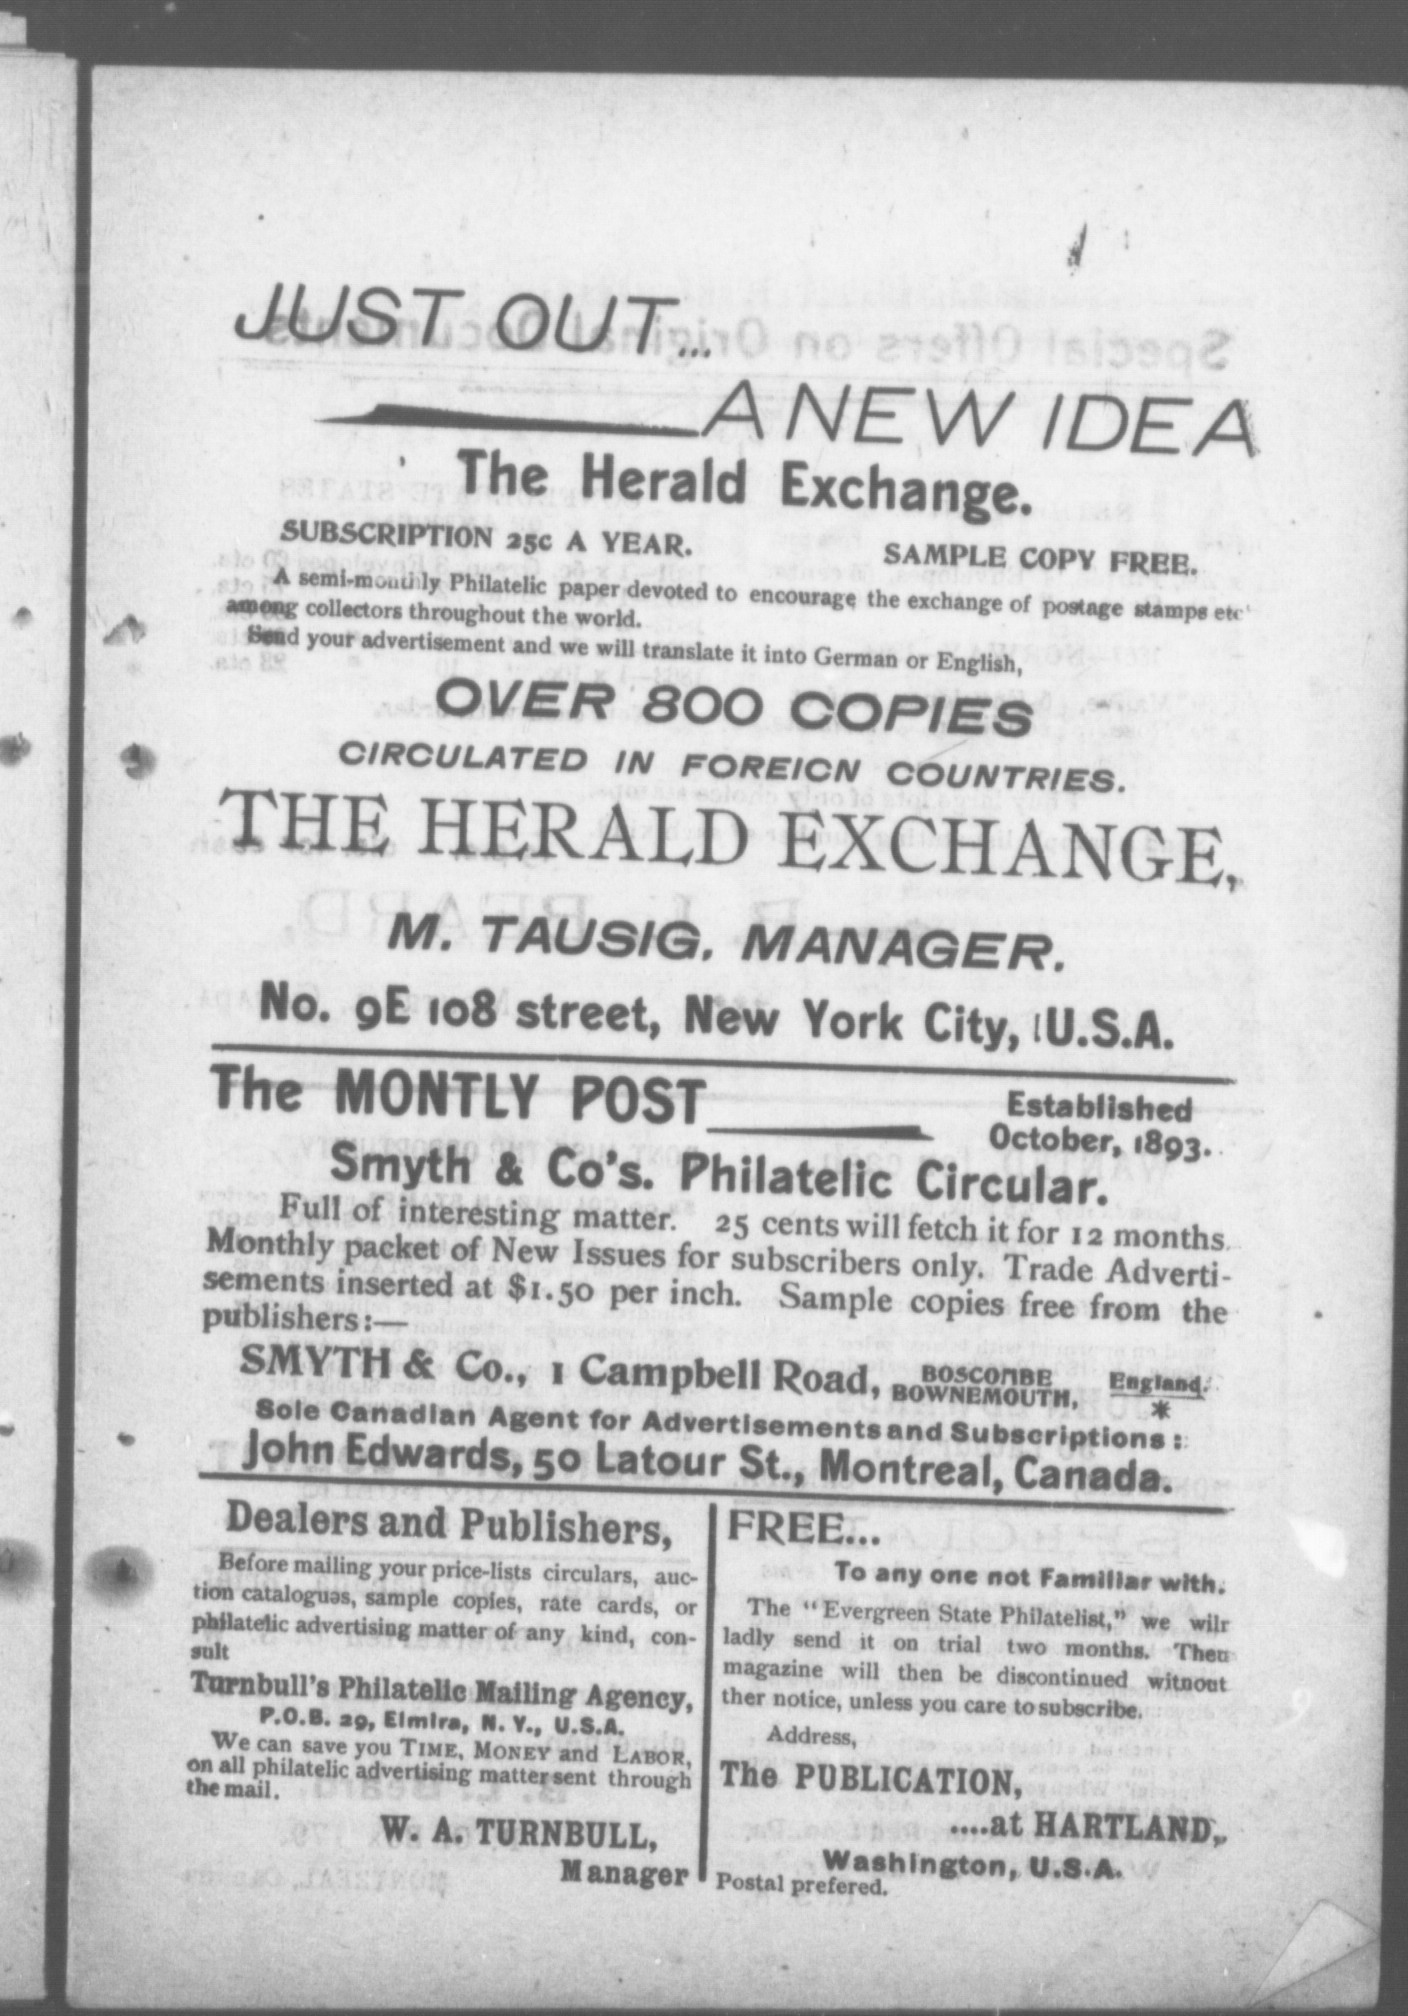 JUST OUT...
A NEW IDEA
The Herald Exchange.
SUBSCRIPTION 25c A YEAR.
SAMPLE COPY FREE.
A semi-monthly Philatelic paper devoted to encourage the exchange of postage stamps etc'
among collectors throughout the world.
Send your advertisement and we will translate it into German or English,
OVER 800 COPIES
CIRCULATED IN FOREIGN COUNTRIES.
THE HERALD EXCHANGE,
M. TAUSIG, MANAGER.
No. 9E 108 street, New York City, U.S.A.
The MONTLY POST
Established
October, 1893.
Smyth & Co's. Philatelic Circular.
Full of interesting matter. 25 cents will fetch it for 12 months.
Monthly packet of New Issues for subscribers only. Trade Adverti-
sements inserted at $1.50 per inch. Sample copies free from the
publishers:—
SMYTH & Co., 1 Campbell Road, BOSCOMBE BOWNEMOUTH, England.
*
Sole Canadian Agent for Advertisements and Subscriptions:
John Edwards, 50 Latour St., Montreal, Canada.
Dealers and Publishers,
Before mailing your price-lists circulars, auc-
tion cataloguas, sample copies, rate cards, or
philatelic advertising matter of any kind, con-
sult
Turnbull's Philatelic Mailing Agency,
P.O.B. 29, Elmira, N. Y., U.S.A.
We can save you TIME, MONEY and LABOR,
on all philatelic advertising matter sent through
the mail.
W. A. TURNBULL,
Manager
FREE...
To any one not Familiar with.
The "Evergreen State Philatelist," we wilr
ladly send it on trial two months. Theu
magazine will then be discontinued witnout
ther notice, unless you care to subscribe.
Address,
The PUBLICATION,
....at HARTLAND,
Washington, U.S.A.
Postal prefered.